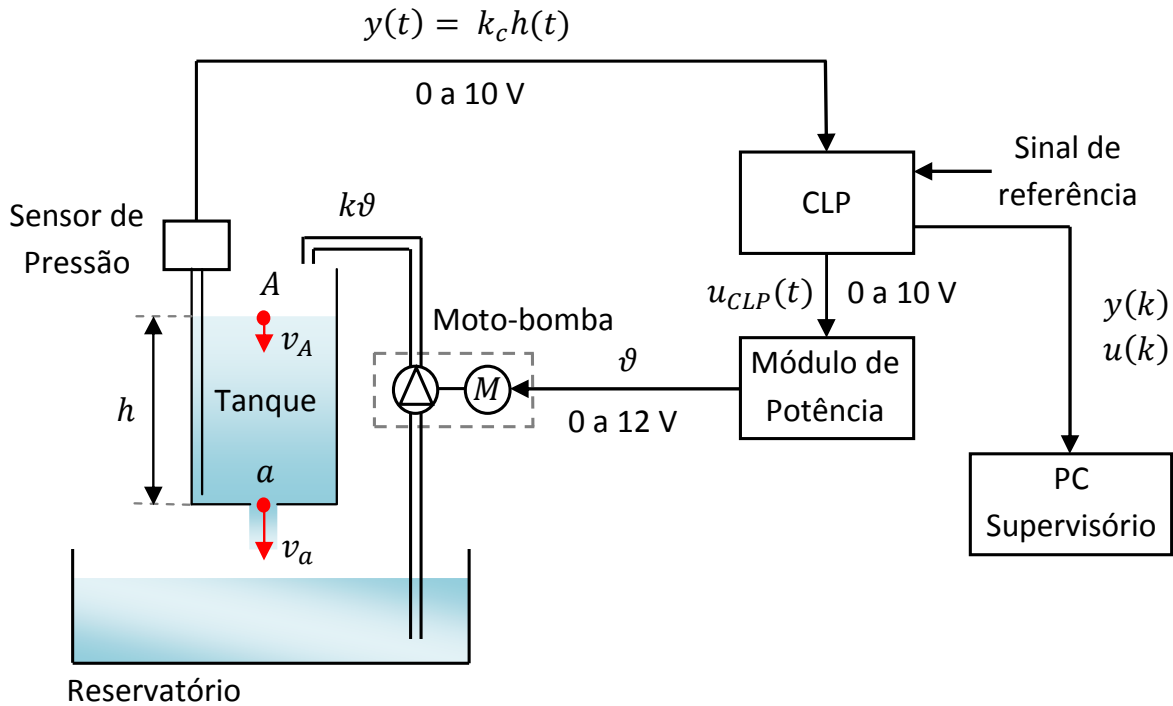 y(t) = k_c h(t)
0 a 10 V
Sinal de
referência
CLP
Sensor de
Pressão
kϑ
A
v_A
u_CLP(t)
0 a 10 V
y(k)
u(k)
Moto-bomba
Módulo de
Potência
ϑ
M
0 a 12 V
h
Tanque
a
v_a
PC
Supervisório
Reservatório